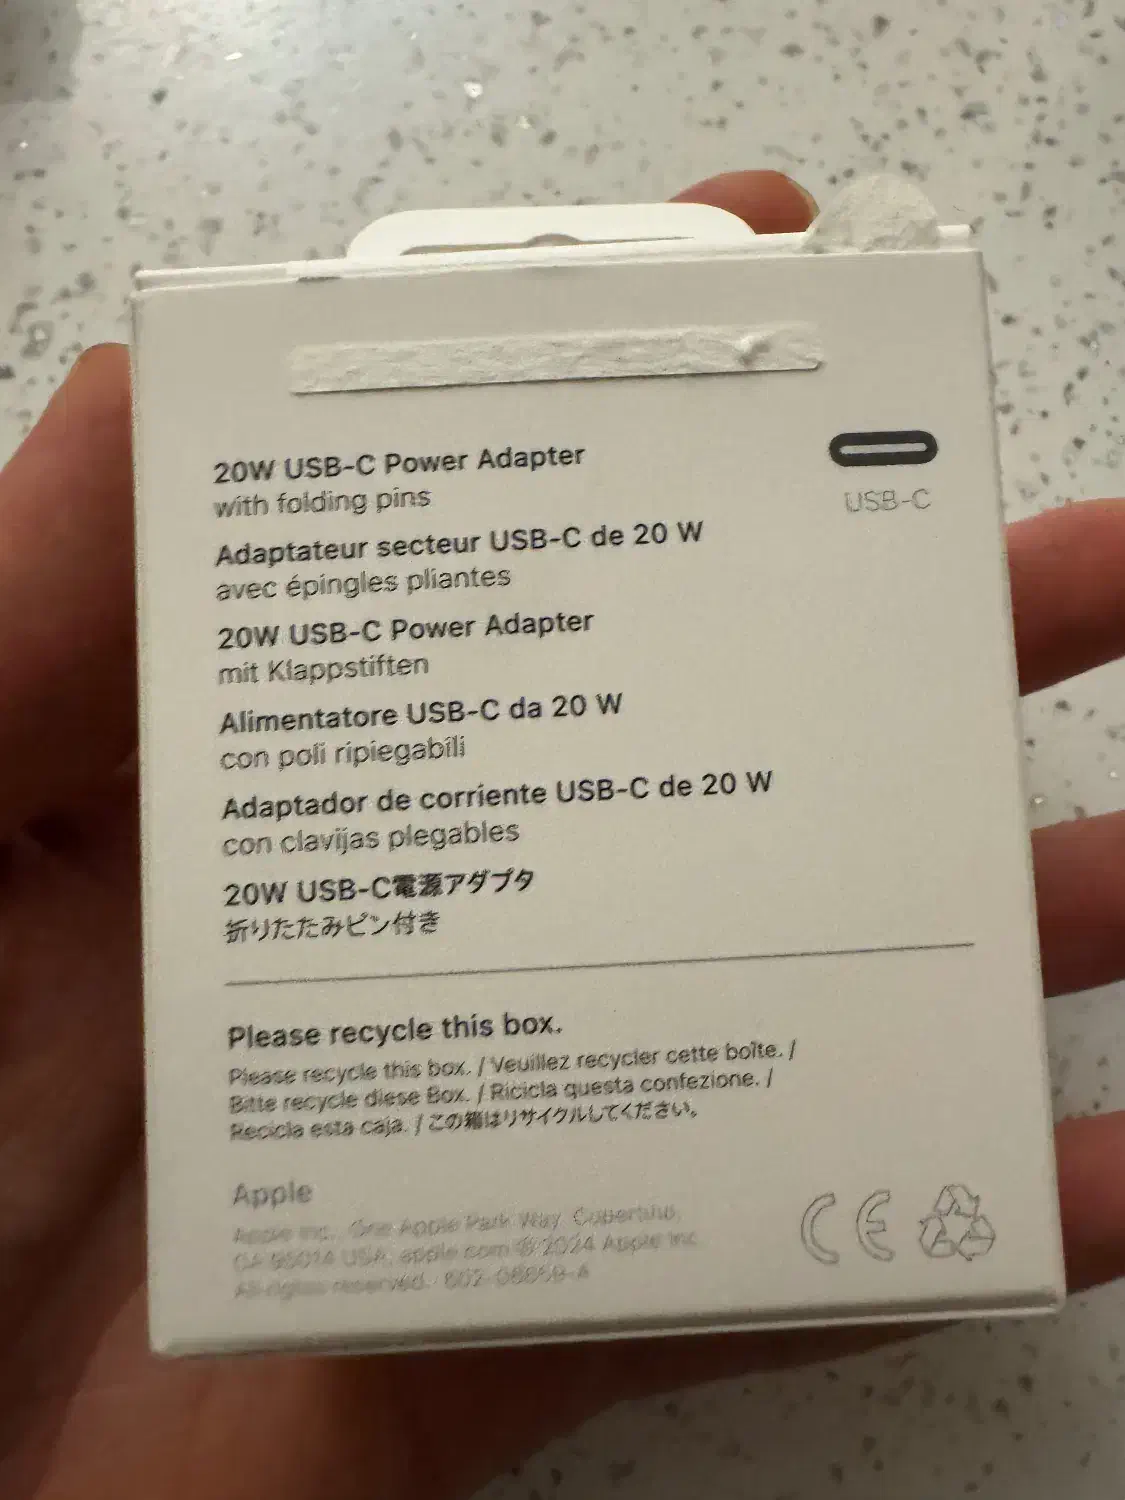 20W USB-C Power Adapter
with folding pins
USB-C
Adaptateur secteur USB-C de 20 W
avec épingles pliantes
20W USB-C Power Adapter
mit Klappstiften
Alimentatore USB-C da 20 W
con poli ripiegabili
Adaptador de corriente USB-C de 20 W
con clavijas plegables
20W USB-C電源アダプタ
折りたたみピン付き
Please recycle this box.
Please recycle this box. / Veuillez recycler cette boîte. /
Bitte recycle diese Box. / Ricicla questa confezione. /
Recicla esta caja. / この箱はリサイクルしてください。
Apple
Apple Inc., One Apple Park Way, Cupertino,
CA 95014 USA. apple.com © 2024 Apple Inc.
All rights reserved.
CE